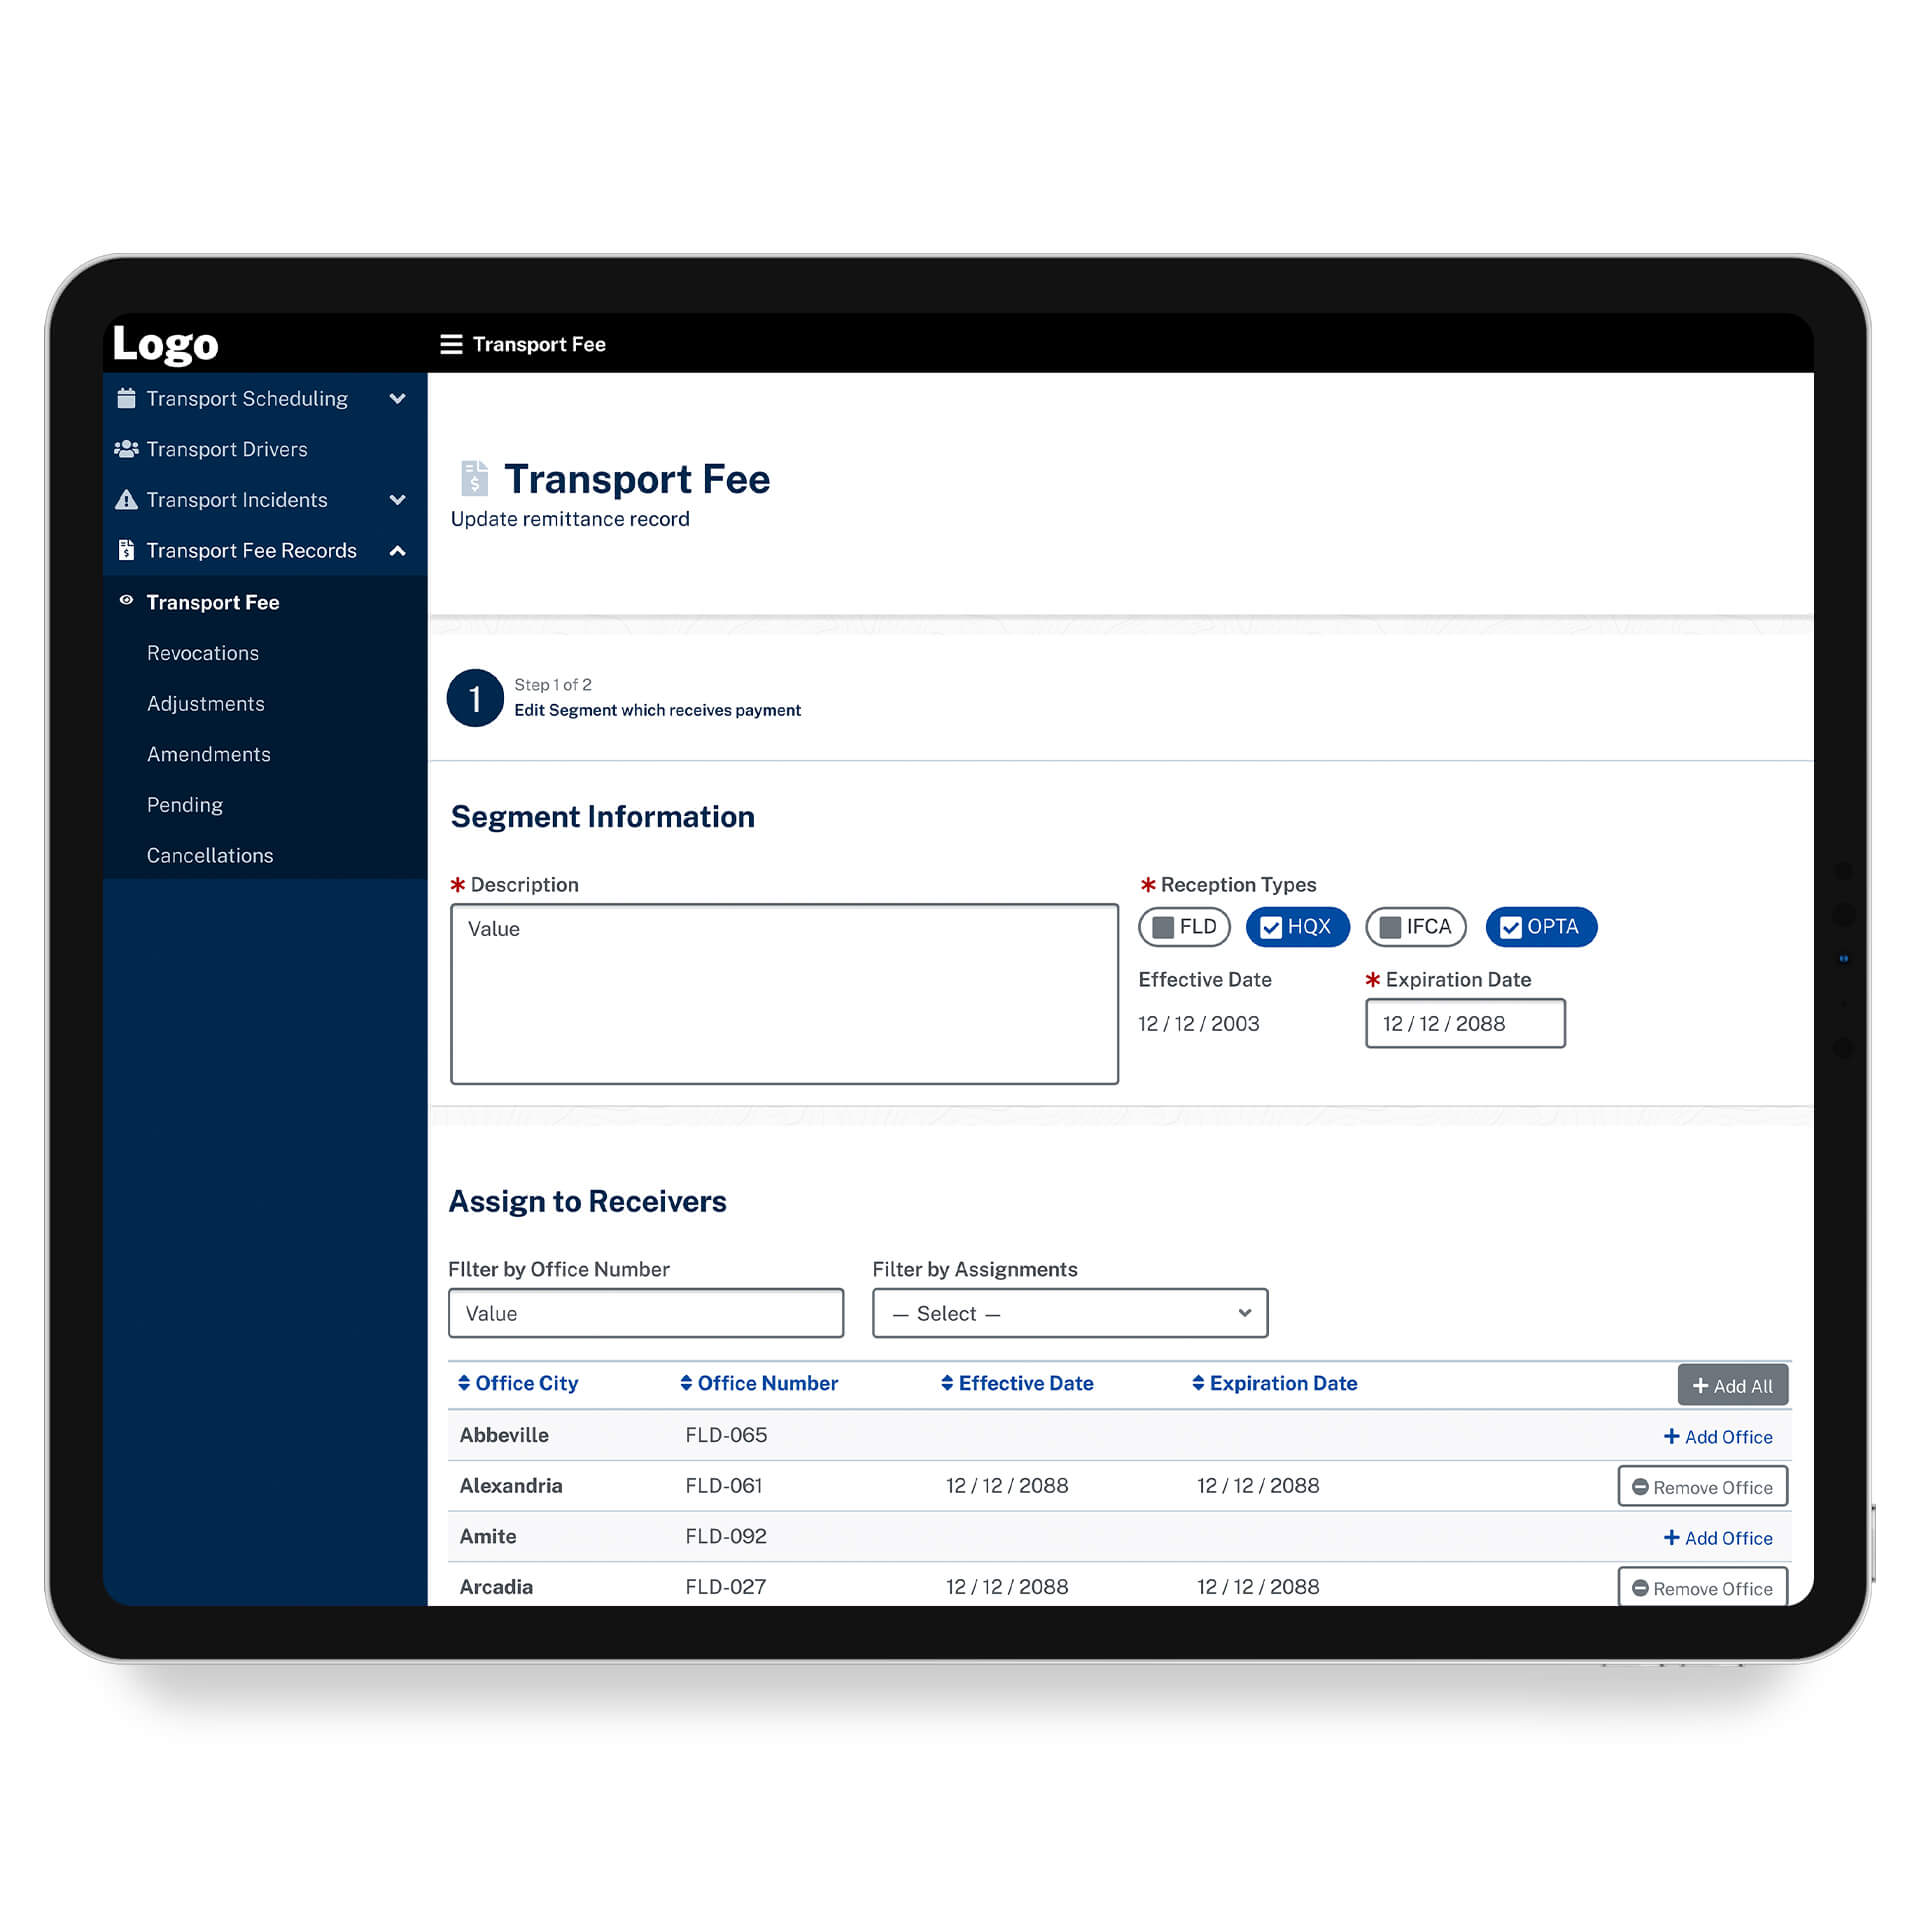 Logo
Transport Fee
Transport Scheduling
Transport Drivers
Transport Incidents
Transport Fee Records
Transport Fee
Revocations
Adjustments
Amendments
Pending
Cancellations
Transport Fee
Update remittance record
1
Step 1 of 2
Edit Segment which receives payment
Segment Information
* Description
Value
* Reception Types
FLD HQX IFCA OPTA
Effective Date * Expiration Date
12 / 12 / 2003 12 / 12 / 2088
Assign to Receivers
FIlter by Office Number Filter by Assignments
Value — Select —
Office City Office Number Effective Date Expiration Date + Add All
Abbeville FLD-065 + Add Office
Alexandria FLD-061 12 / 12 / 2088 12 / 12 / 2088 Remove Office
Amite FLD-092 + Add Office
Arcadia FLD-027 12 / 12 / 2088 12 / 12 / 2088 Remove Office